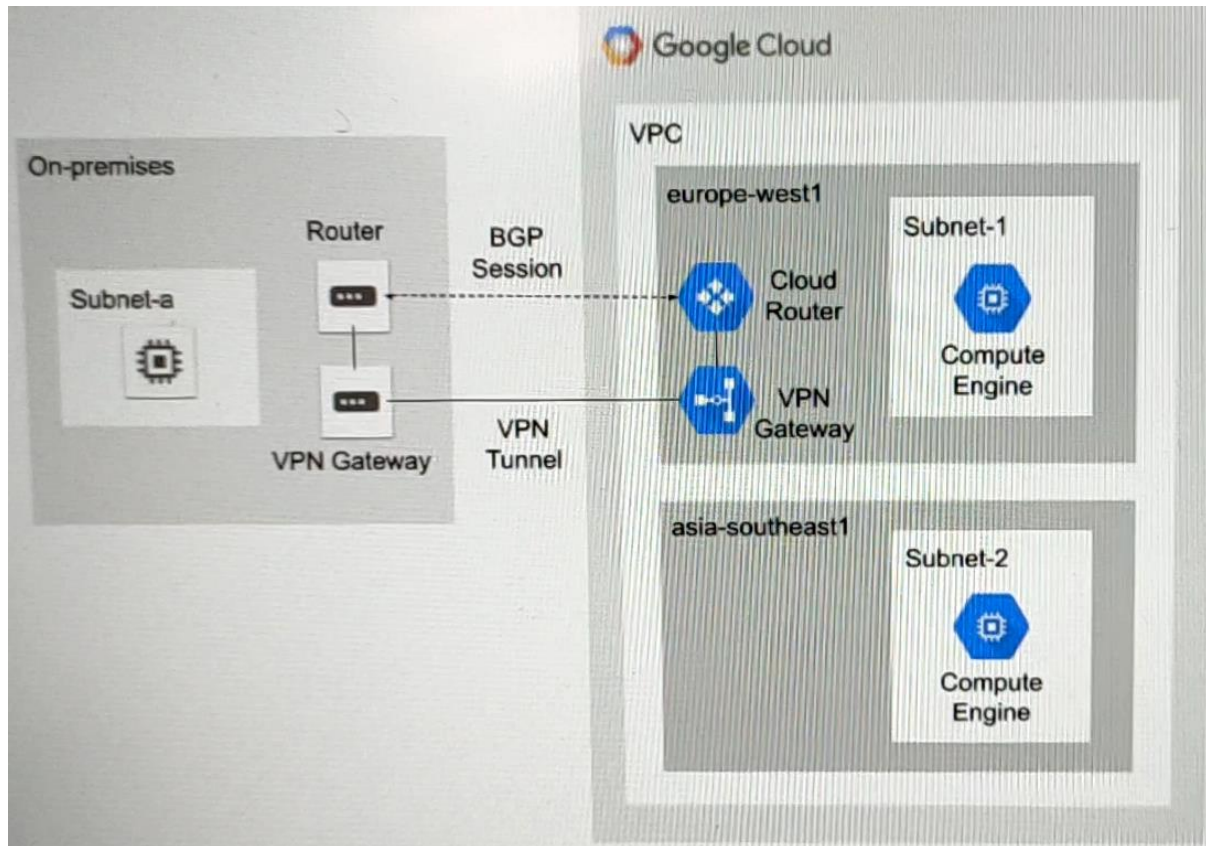 Google Cloud
VPC
On-premises
europe-west1
Router
BGP
Session
Subnet-1
Subnet-a
Cloud
Router
Compute
Engine
VPN
Gateway
VPN Gateway
VPN
Tunnel
asia-southeast1
Subnet-2
Compute
Engine